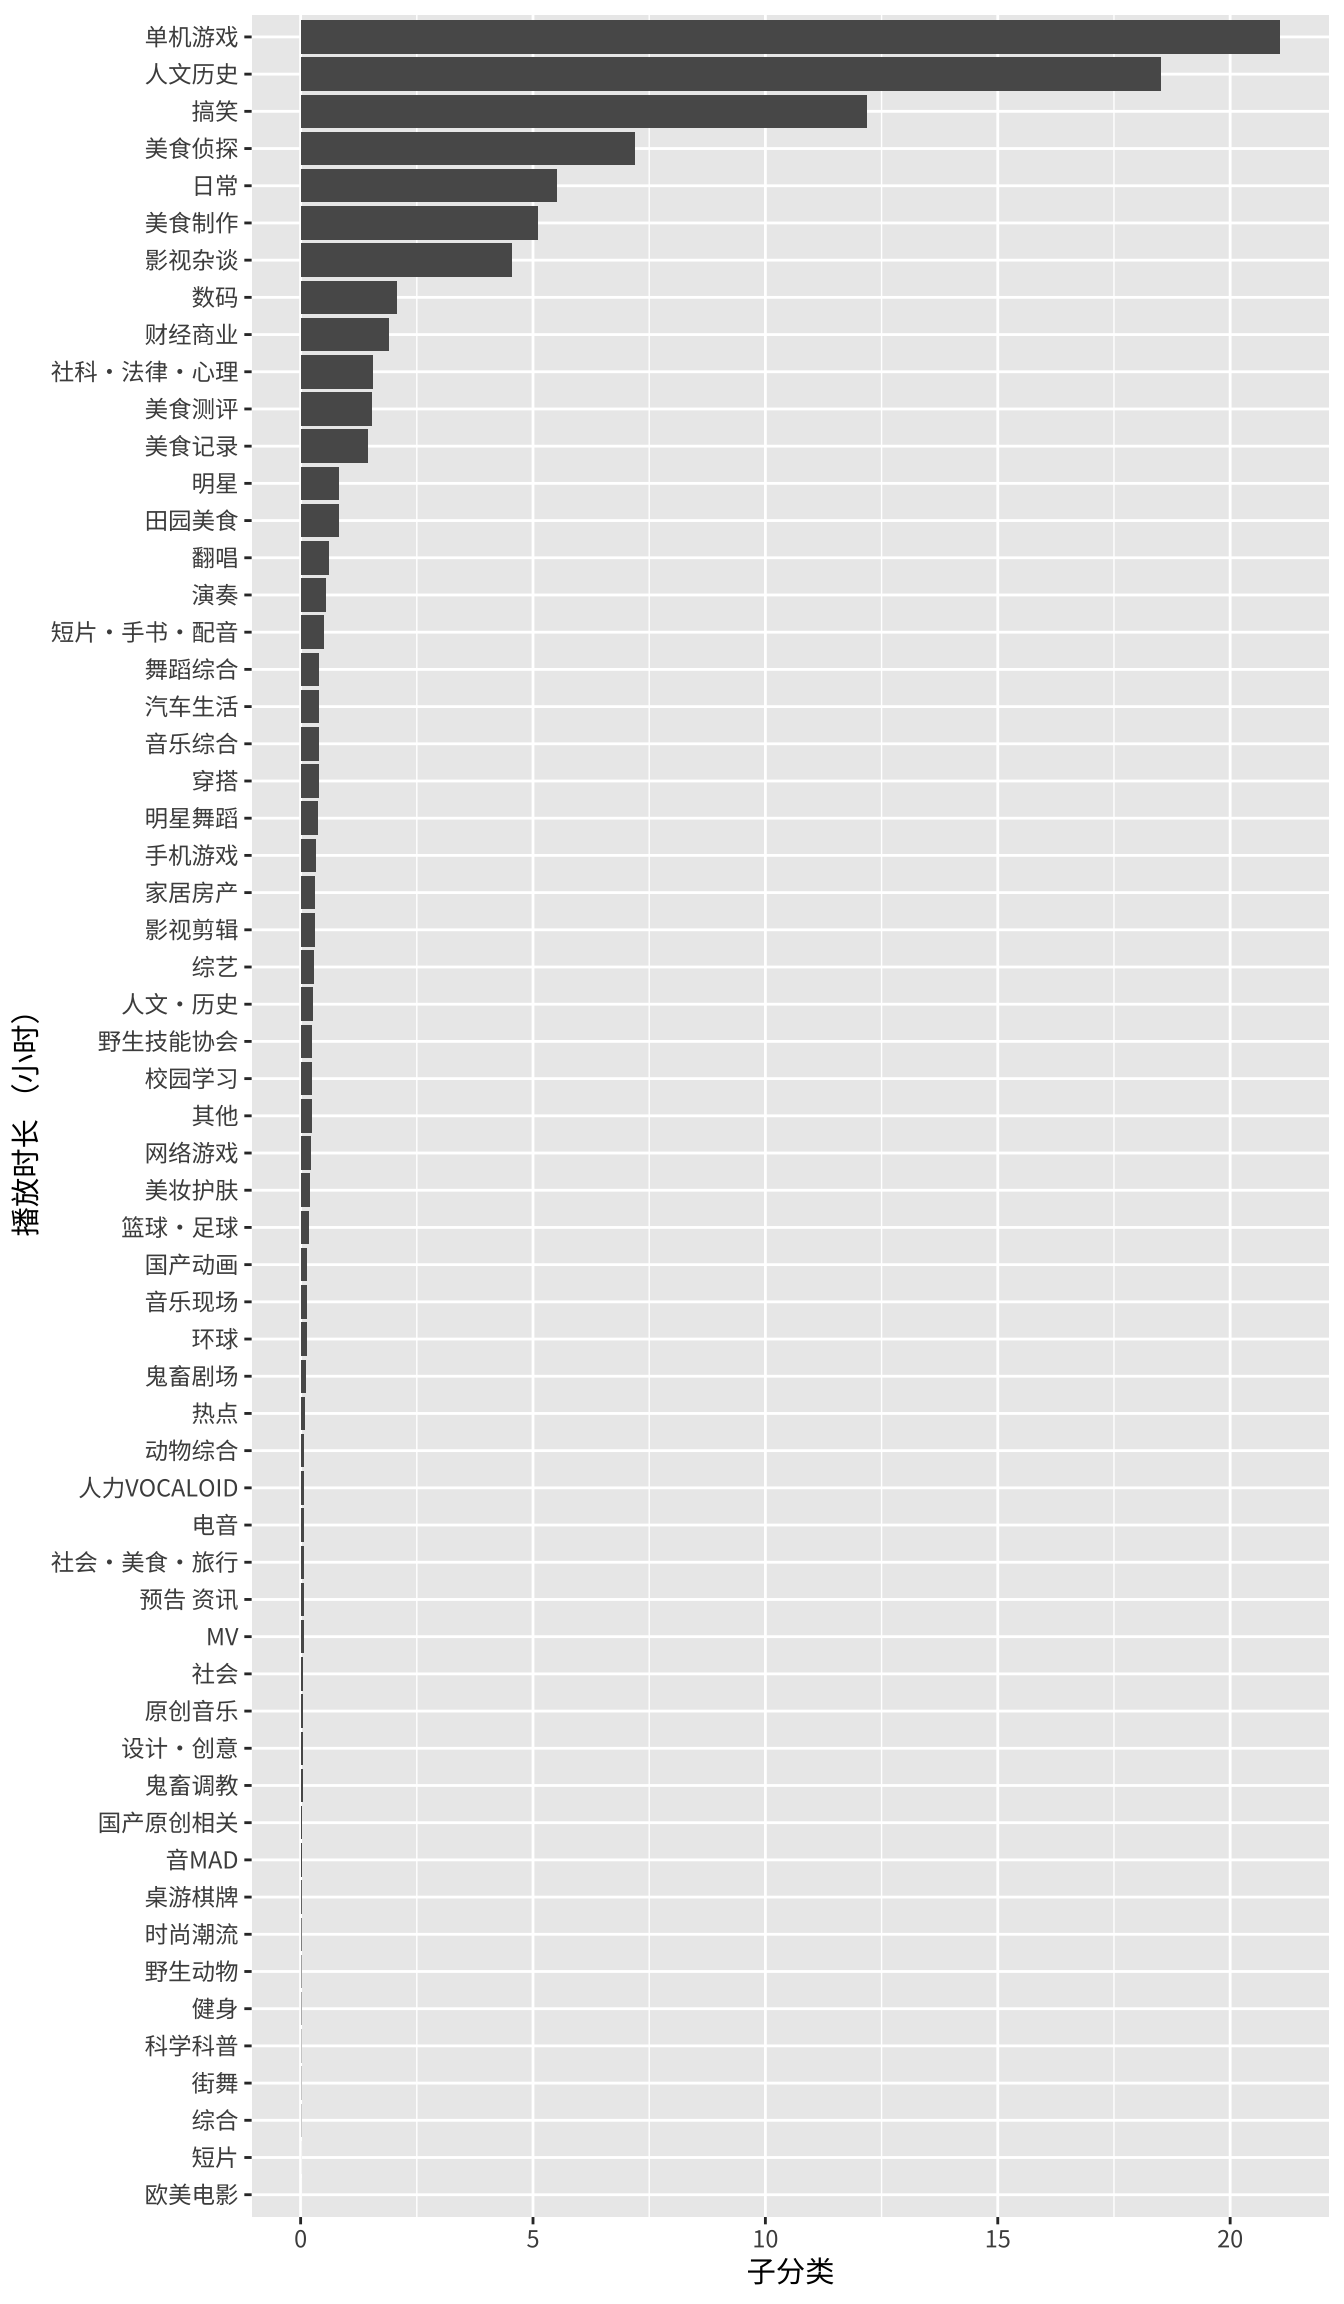 单机游戏
人文历史
搞笑
美食侦探
日常
美食制作
影视杂谈
数码
财经商业
社科・法律・心理
美食测评
美食记录
明星
田园美食
翻唱
演奏
短片・手书・配音
舞蹈综合
汽车生活
音乐综合
穿搭
明星舞蹈
手机游戏
家居房产
影视剪辑
综艺
人文・历史
野生技能协会
校园学习
其他
网络游戏
美妆护肤
篮球・足球
国产动画
音乐现场
环球
鬼畜剧场
热点
动物综合
人力VOCALOID
电音
社会・美食・旅行
预告 资讯
MV
社会
原创音乐
设计・创意
鬼畜调教
国产原创相关
音MAD
桌游棋牌
时尚潮流
野生动物
健身
科学科普
街舞
综合
短片
欧美电影
播放时长 （小时）
0 5 10 15 20
子分类